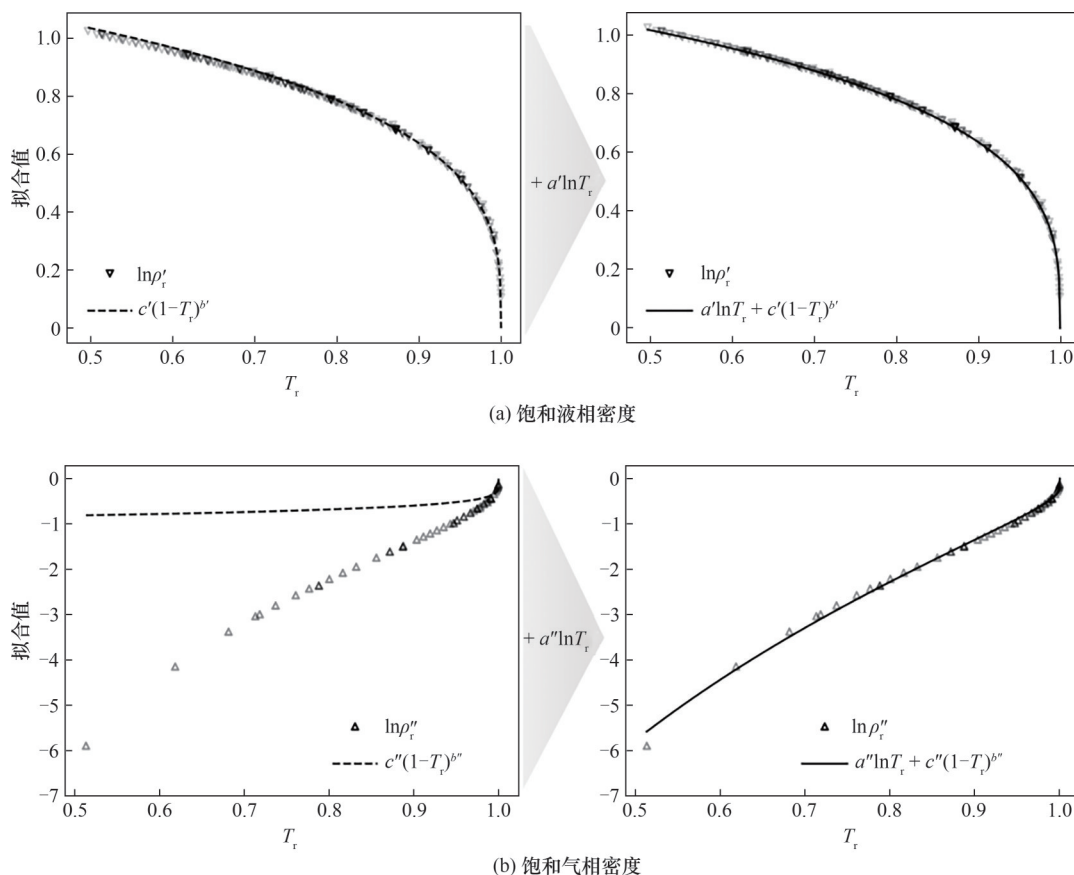 1.0
0.8
0.6
0.4
0.2
0
拟合值
lnρ′r
c′(1−Tr)b′
0.5 0.6 0.7 0.8 0.9 1.0
Tr
+ a′lnTr
1.0
0.8
0.6
0.4
0.2
0
lnρ′r
a′lnTr + c′(1−Tr)b′
0.5 0.6 0.7 0.8 0.9 1.0
Tr
(a) 饱和液相密度
0
−1
−2
−3
−4
−5
−6
−7
拟合值
lnρ″r
c″(1−Tr)b″
0.5 0.6 0.7 0.8 0.9 1.0
Tr
+ a″lnTr
0
−1
−2
−3
−4
−5
−6
−7
lnρ″r
a″lnTr + c″(1−Tr)b″
0.5 0.6 0.7 0.8 0.9 1.0
Tr
(b) 饱和气相密度